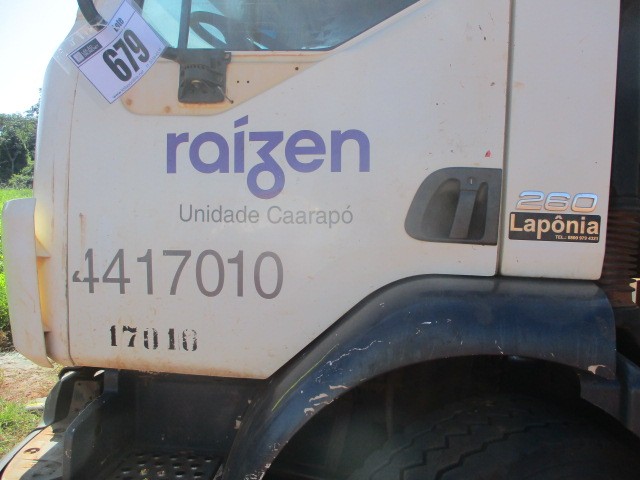 679
raízen
Unidade Caarapó
4417010
17010
260
Lapônia